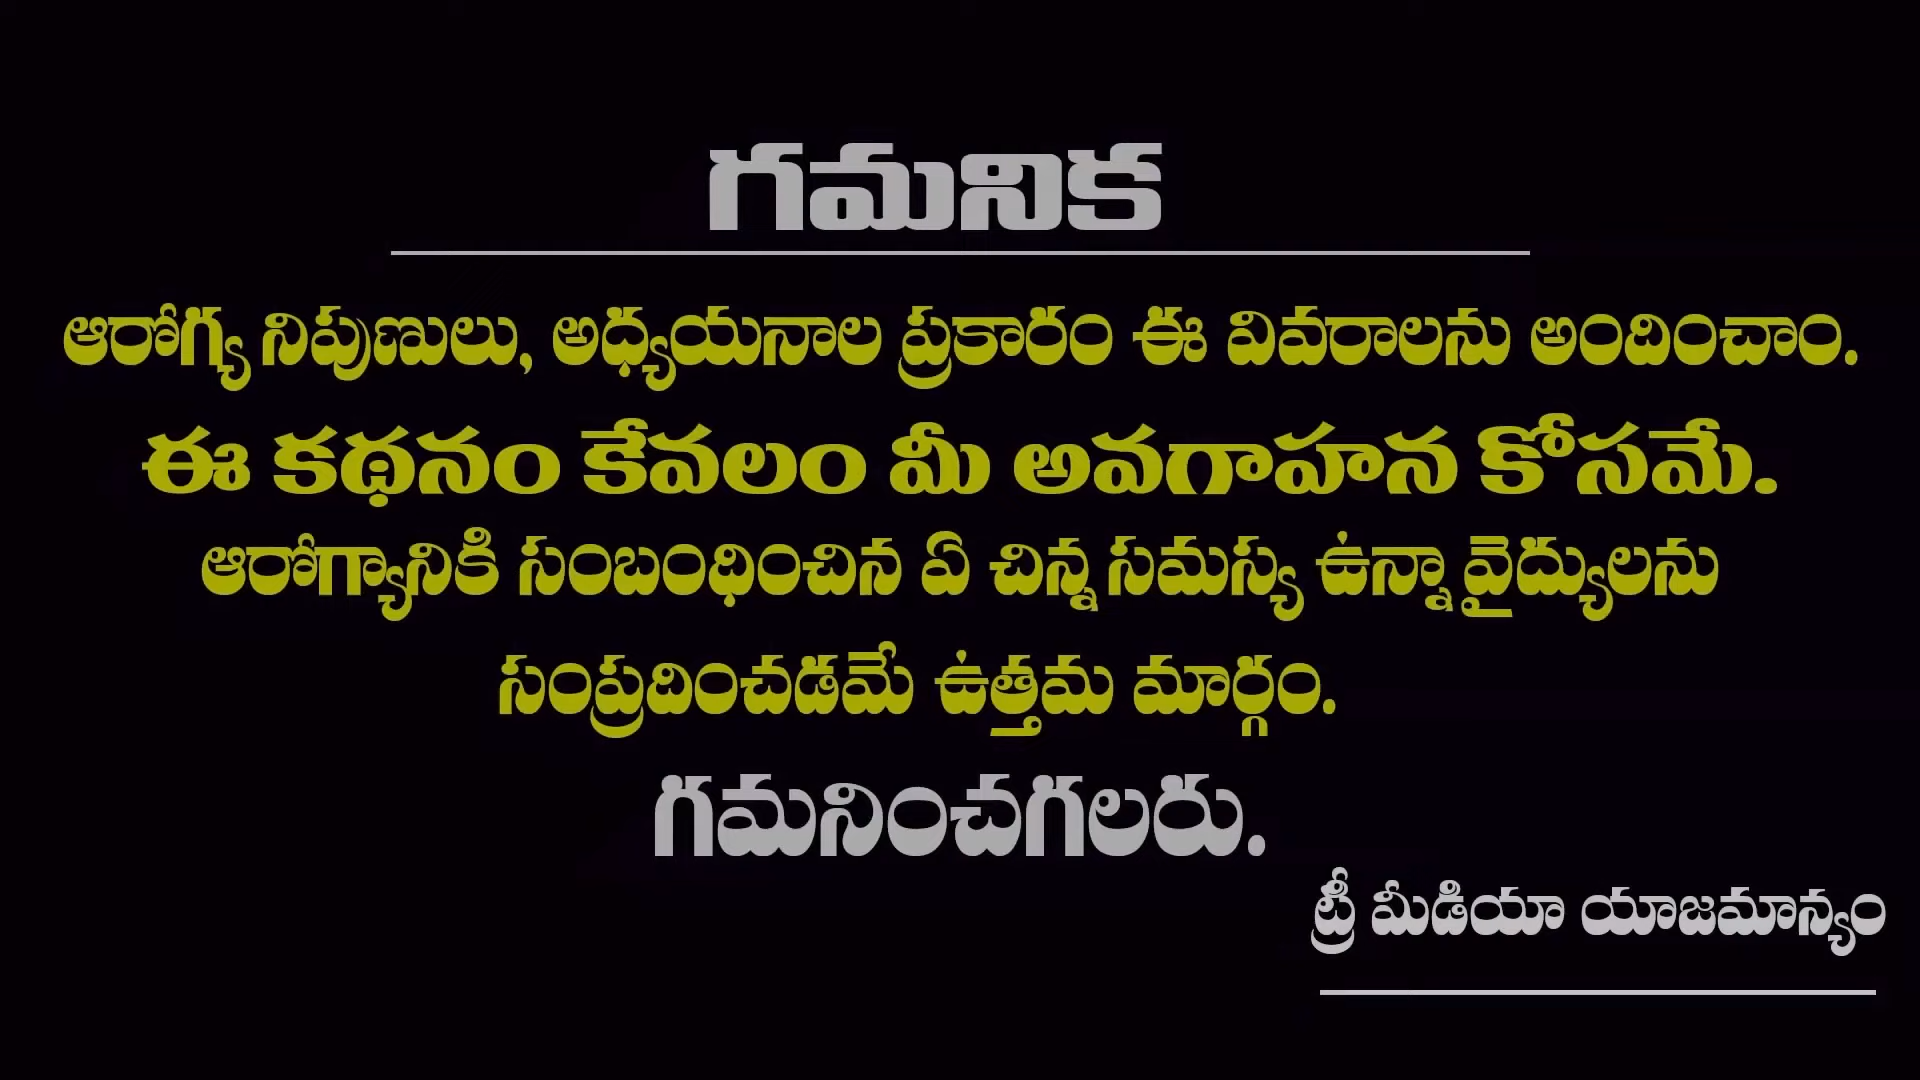 గమనిక
ఆరోగ్య నిపుణులు, అధ్యయనాల ప్రకారం ఈ వివరాలను అందించాం.
ఈ కథనం కేవలం మీ అవగాహన కోసమే.
ఆరోగ్యానికి సంబంధించిన ఏ చిన్న సమస్య ఉన్నా వైద్యులను
సంప్రదించడమే ఉత్తమ మార్గం.
గమనించగలరు.
ట్రీ మీడియా యాజమాన్యం